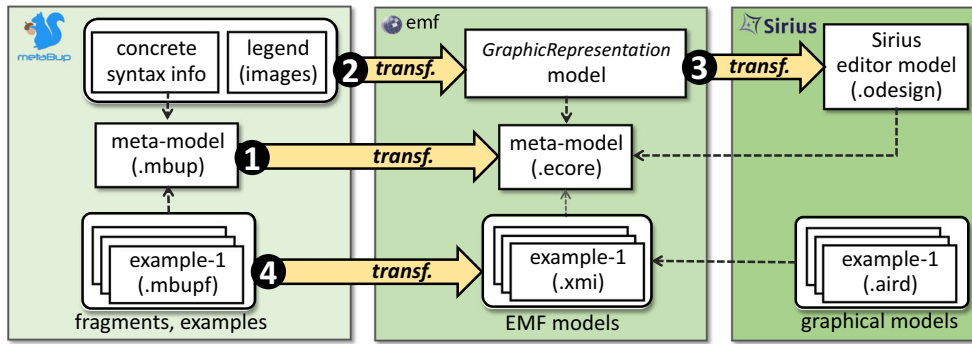 metaBup
concrete
syntax info
legend
(images)
2
transf.
emf
GraphicRepresentation
model
3
transf.
Sirius
Sirius
editor model
(.odesign)
meta-model
(.mbup)
1
transf.
meta-model
(.ecore)
example-1
(.mbupf)
4
transf.
example-1
(.xmi)
example-1
(.aird)
fragments, examples
EMF models
graphical models